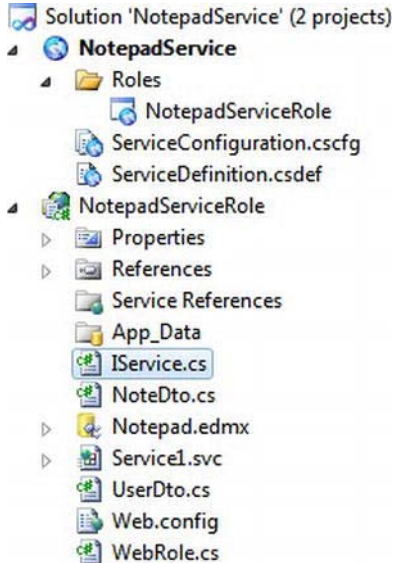 Solution 'NotepadService' (2 projects)
NotepadService
Roles
NotepadServiceRole
ServiceConfiguration.cscfg
ServiceDefinition.csdef
NotepadServiceRole
Properties
References
Service References
App_Data
IService.cs
NoteDto.cs
Notepad.edmx
Service1.svc
UserDto.cs
Web.config
WebRole.cs